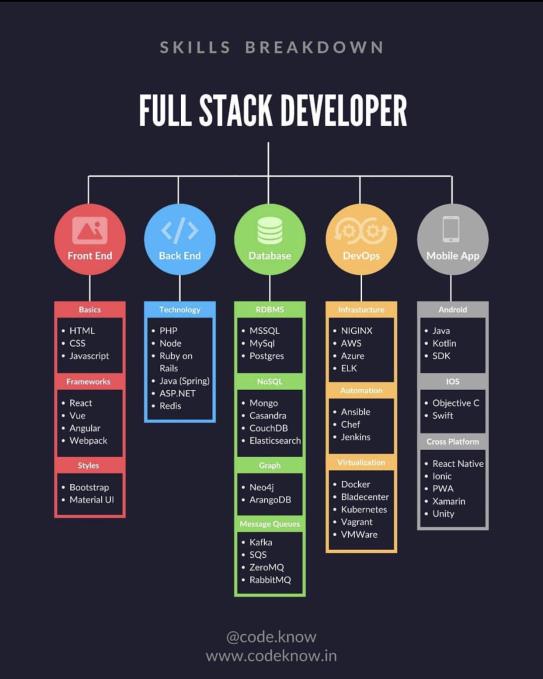 SKILLS BREAKDOWN
FULL STACK DEVELOPER
Front End
Back End
Database
DevOps
Mobile App
Basics
• HTML
• CSS
• Javascript
Frameworks
• React
• Vue
• Angular
• Webpack
Styles
• Bootstrap
• Material UI
Technology
• PHP
• Node
• Ruby on
Rails
• Java (Spring)
• ASP.NET
• Redis
RDBMS
• MSSQL
• MySql
• Postgres
NoSQL
• Mongo
• Casandra
• CouchDB
• Elasticsearch
Graph
• Neo4j
• ArangoDB
Message Queues
• Kafka
• SQS
• ZeroMQ
• RabbitMQ
Infrastucture
• NIGINX
• AWS
• Azure
• ELK
Automation
• Ansible
• Chef
• Jenkins
Virtualization
• Docker
• Bladecenter
• Kubernetes
• Vagrant
• VMWare
Android
• Java
• Kotlin
• SDK
IOS
• Objective C
• Swift
Cross Platform
• React Native
• Ionic
• PWA
• Xamarin
• Unity
@code.know
www.codeknow.in